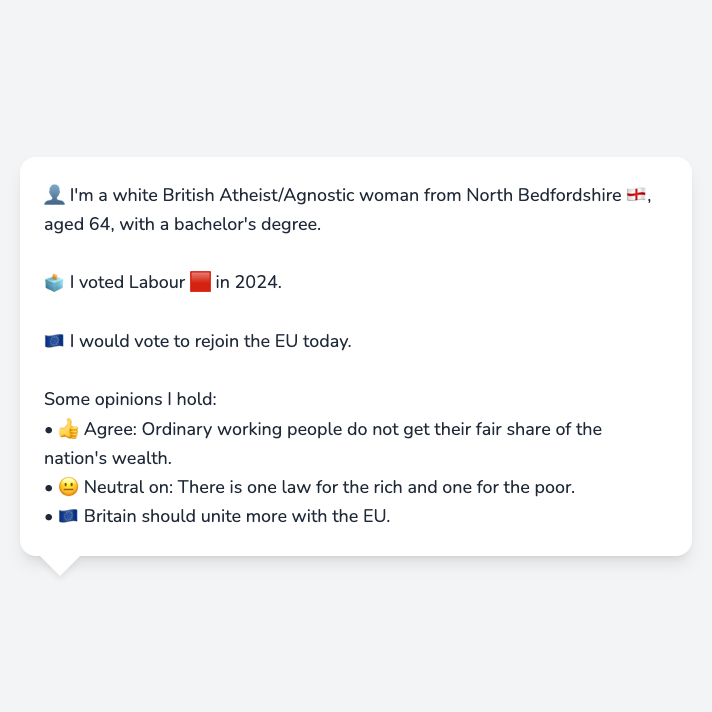 👤 I'm a white British Atheist/Agnostic woman from North Bedfordshire 🏴󠁧󠁢󠁥󠁮󠁧󠁿,
aged 64, with a bachelor's degree.
🗳️ I voted Labour 🟥 in 2024.
🇪🇺 I would vote to rejoin the EU today.
Some opinions I hold:
• 👍 Agree: Ordinary working people do not get their fair share of the
nation's wealth.
• 😐 Neutral on: There is one law for the rich and one for the poor.
• 🇪🇺 Britain should unite more with the EU.